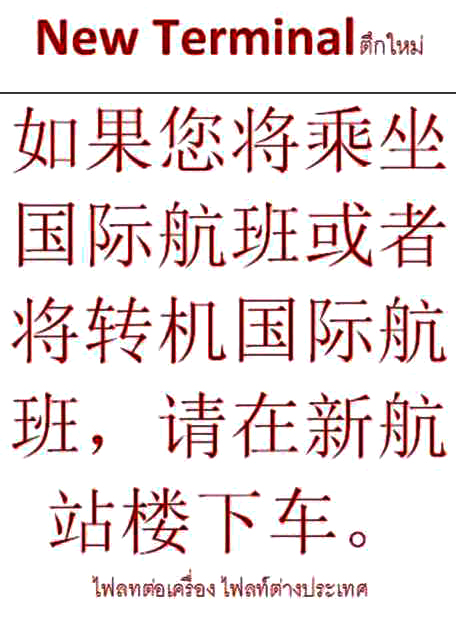 New Terminal ตึกใหม่
如果您将乘坐
国际航班或者
将转机国际航
班，请在新航
站楼下车。
ไฟลทต่อเครื่อง ไฟลท์ต่างประเทศ